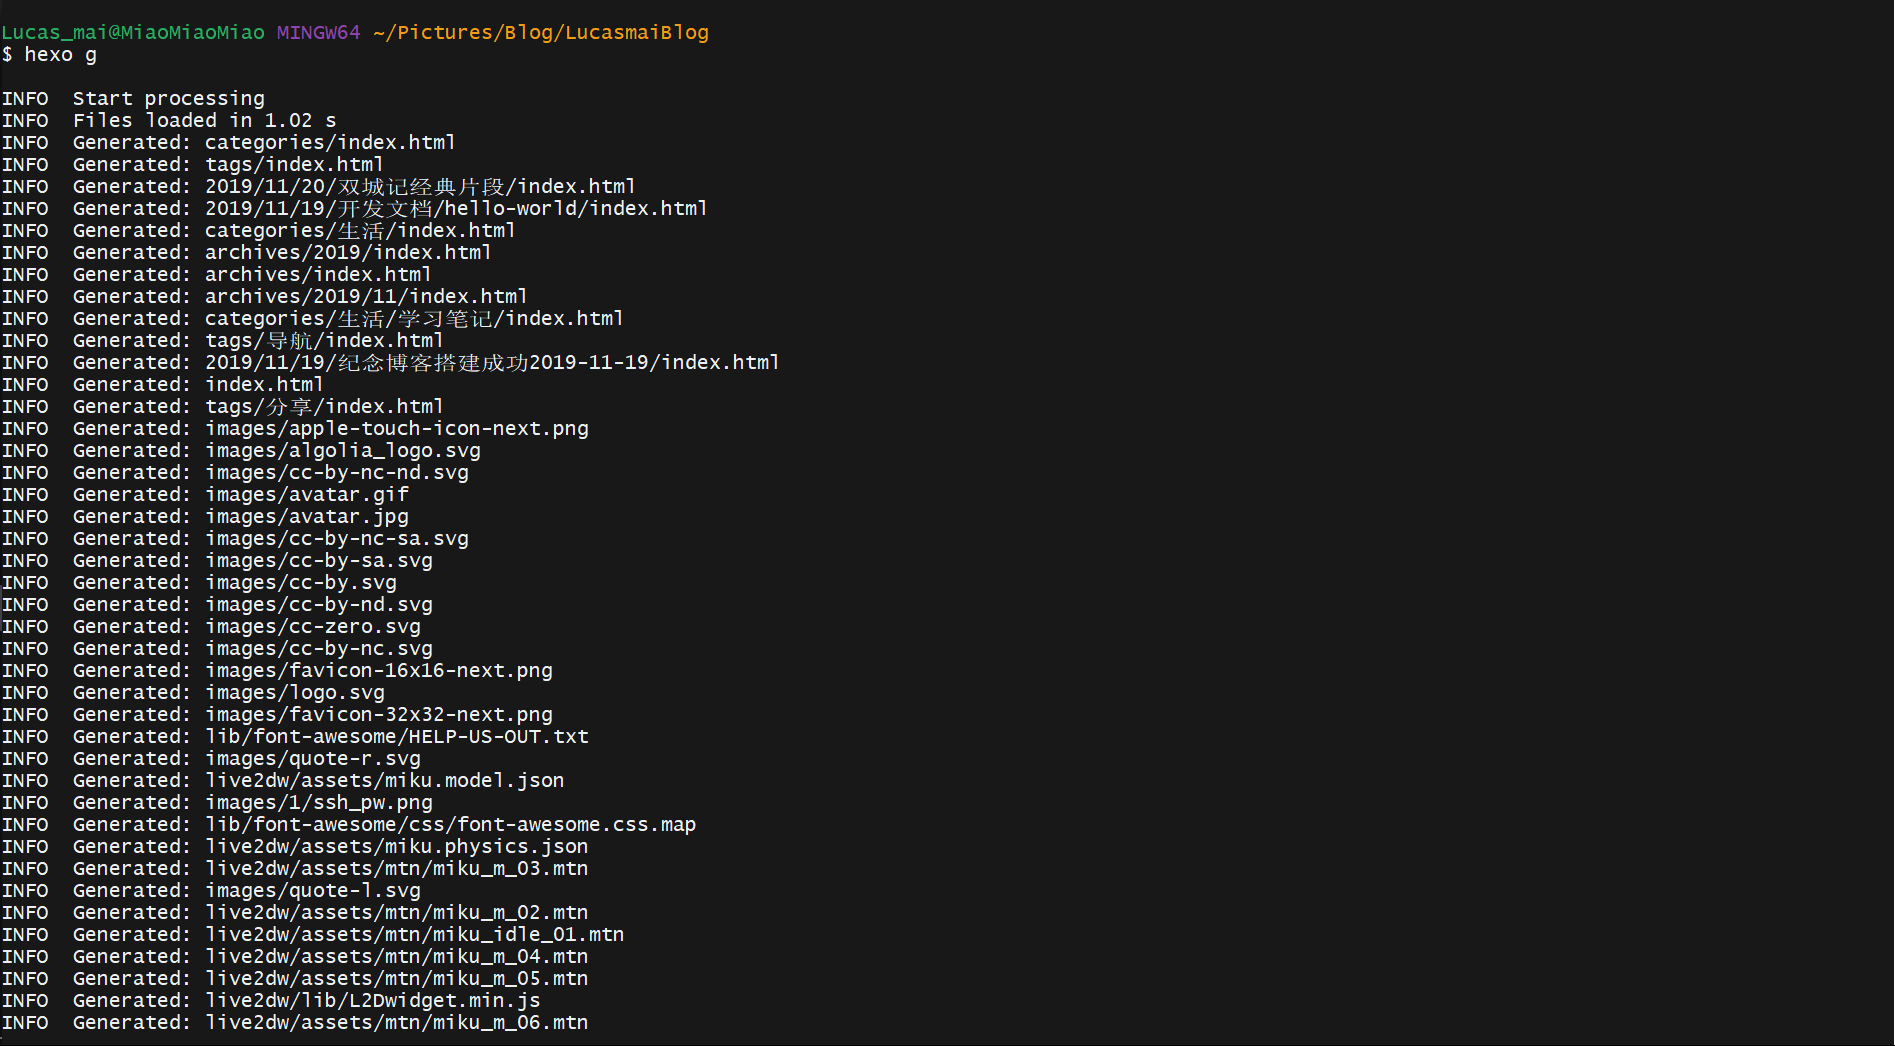 Lucas_mai@MiaoMiaoMiao MINGW64 ~/Pictures/Blog/LucasmaiBlog
$ hexo g
INFO  Start processing
INFO  Files loaded in 1.02 s
INFO  Generated: categories/index.html
INFO  Generated: tags/index.html
INFO  Generated: 2019/11/20/双城记经典片段/index.html
INFO  Generated: 2019/11/19/开发文档/hello-world/index.html
INFO  Generated: categories/生活/index.html
INFO  Generated: archives/2019/index.html
INFO  Generated: archives/index.html
INFO  Generated: archives/2019/11/index.html
INFO  Generated: categories/生活/学习笔记/index.html
INFO  Generated: tags/导航/index.html
INFO  Generated: 2019/11/19/纪念博客搭建成功2019-11-19/index.html
INFO  Generated: index.html
INFO  Generated: tags/分享/index.html
INFO  Generated: images/apple-touch-icon-next.png
INFO  Generated: images/algolia_logo.svg
INFO  Generated: images/cc-by-nc-nd.svg
INFO  Generated: images/avatar.gif
INFO  Generated: images/avatar.jpg
INFO  Generated: images/cc-by-nc-sa.svg
INFO  Generated: images/cc-by-sa.svg
INFO  Generated: images/cc-by.svg
INFO  Generated: images/cc-by-nd.svg
INFO  Generated: images/cc-zero.svg
INFO  Generated: images/cc-by-nc.svg
INFO  Generated: images/favicon-16x16-next.png
INFO  Generated: images/logo.svg
INFO  Generated: images/favicon-32x32-next.png
INFO  Generated: lib/font-awesome/HELP-US-OUT.txt
INFO  Generated: images/quote-r.svg
INFO  Generated: live2dw/assets/miku.model.json
INFO  Generated: images/1/ssh_pw.png
INFO  Generated: lib/font-awesome/css/font-awesome.css.map
INFO  Generated: live2dw/assets/miku.physics.json
INFO  Generated: live2dw/assets/mtn/miku_m_03.mtn
INFO  Generated: images/quote-l.svg
INFO  Generated: live2dw/assets/mtn/miku_m_02.mtn
INFO  Generated: live2dw/assets/mtn/miku_idle_01.mtn
INFO  Generated: live2dw/assets/mtn/miku_m_04.mtn
INFO  Generated: live2dw/assets/mtn/miku_m_05.mtn
INFO  Generated: live2dw/lib/L2Dwidget.min.js
INFO  Generated: live2dw/assets/mtn/miku_m_06.mtn